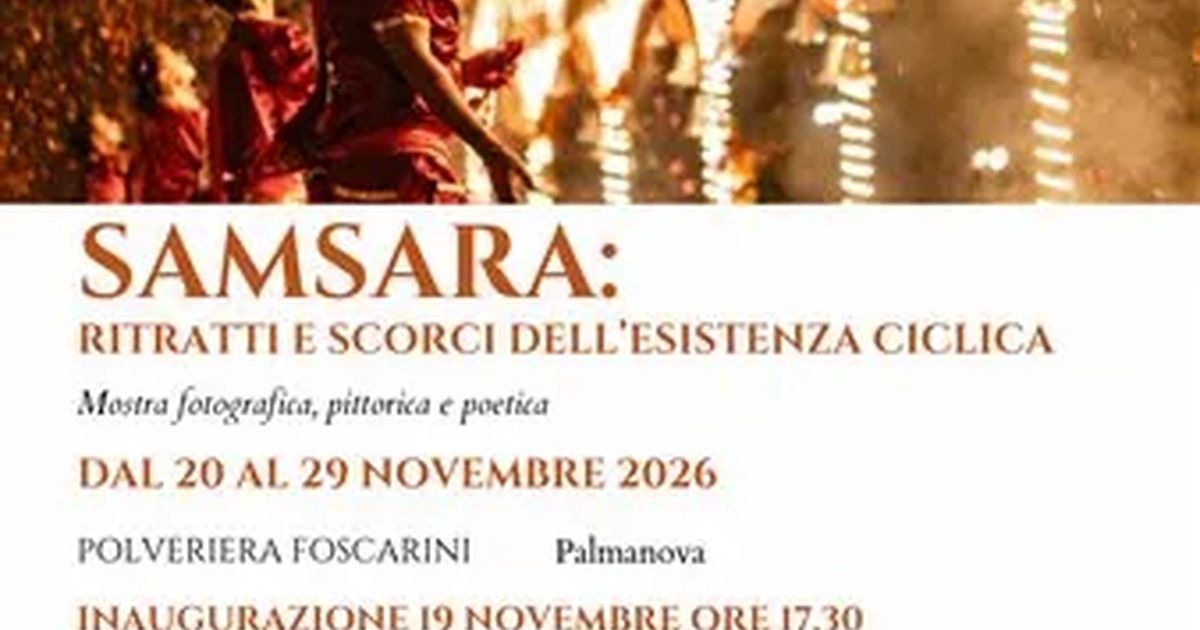 SAMSARA:
RITRATTI E SCORCI DELL'ESISTENZA CICLICA
Mostra fotografica, pittorica e poetica
DAL 20 AL 29 NOVEMBRE 2026
POLVERIERA FOSCARINI Palmanova
INAUGURAZIONE 19 NOVEMBRE ORE 17.30